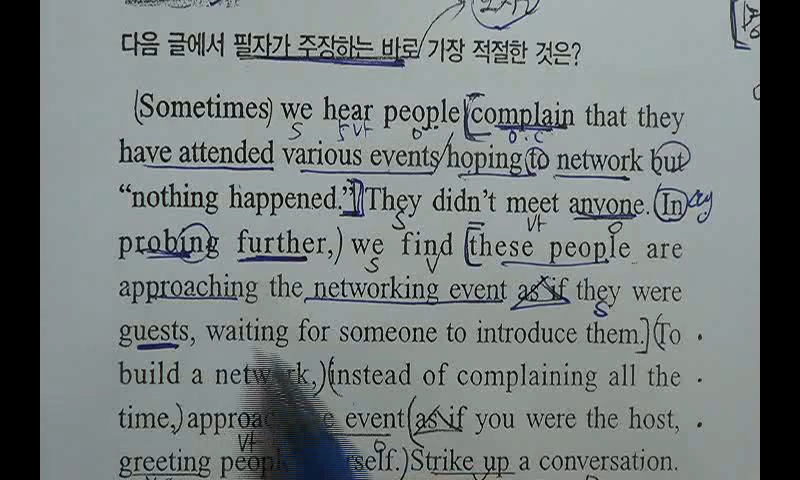 다음 글에서 필자가 주장하는 바로 가장 적절한 것은?
(Sometimes) we hear people [complain that they
S 5Vt O O.C
have attended various events/hoping to network but
"nothing happened."] They didn't meet anyone. (In
S Vt O
probing further,) we find [these people are
S V
approaching the networking event as if they were
S
guests, waiting for someone to introduce them.] (To
build a network,) (instead of complaining all the
time,) event (as if you were the host,
Vt O
greeting Strike up a conversation.